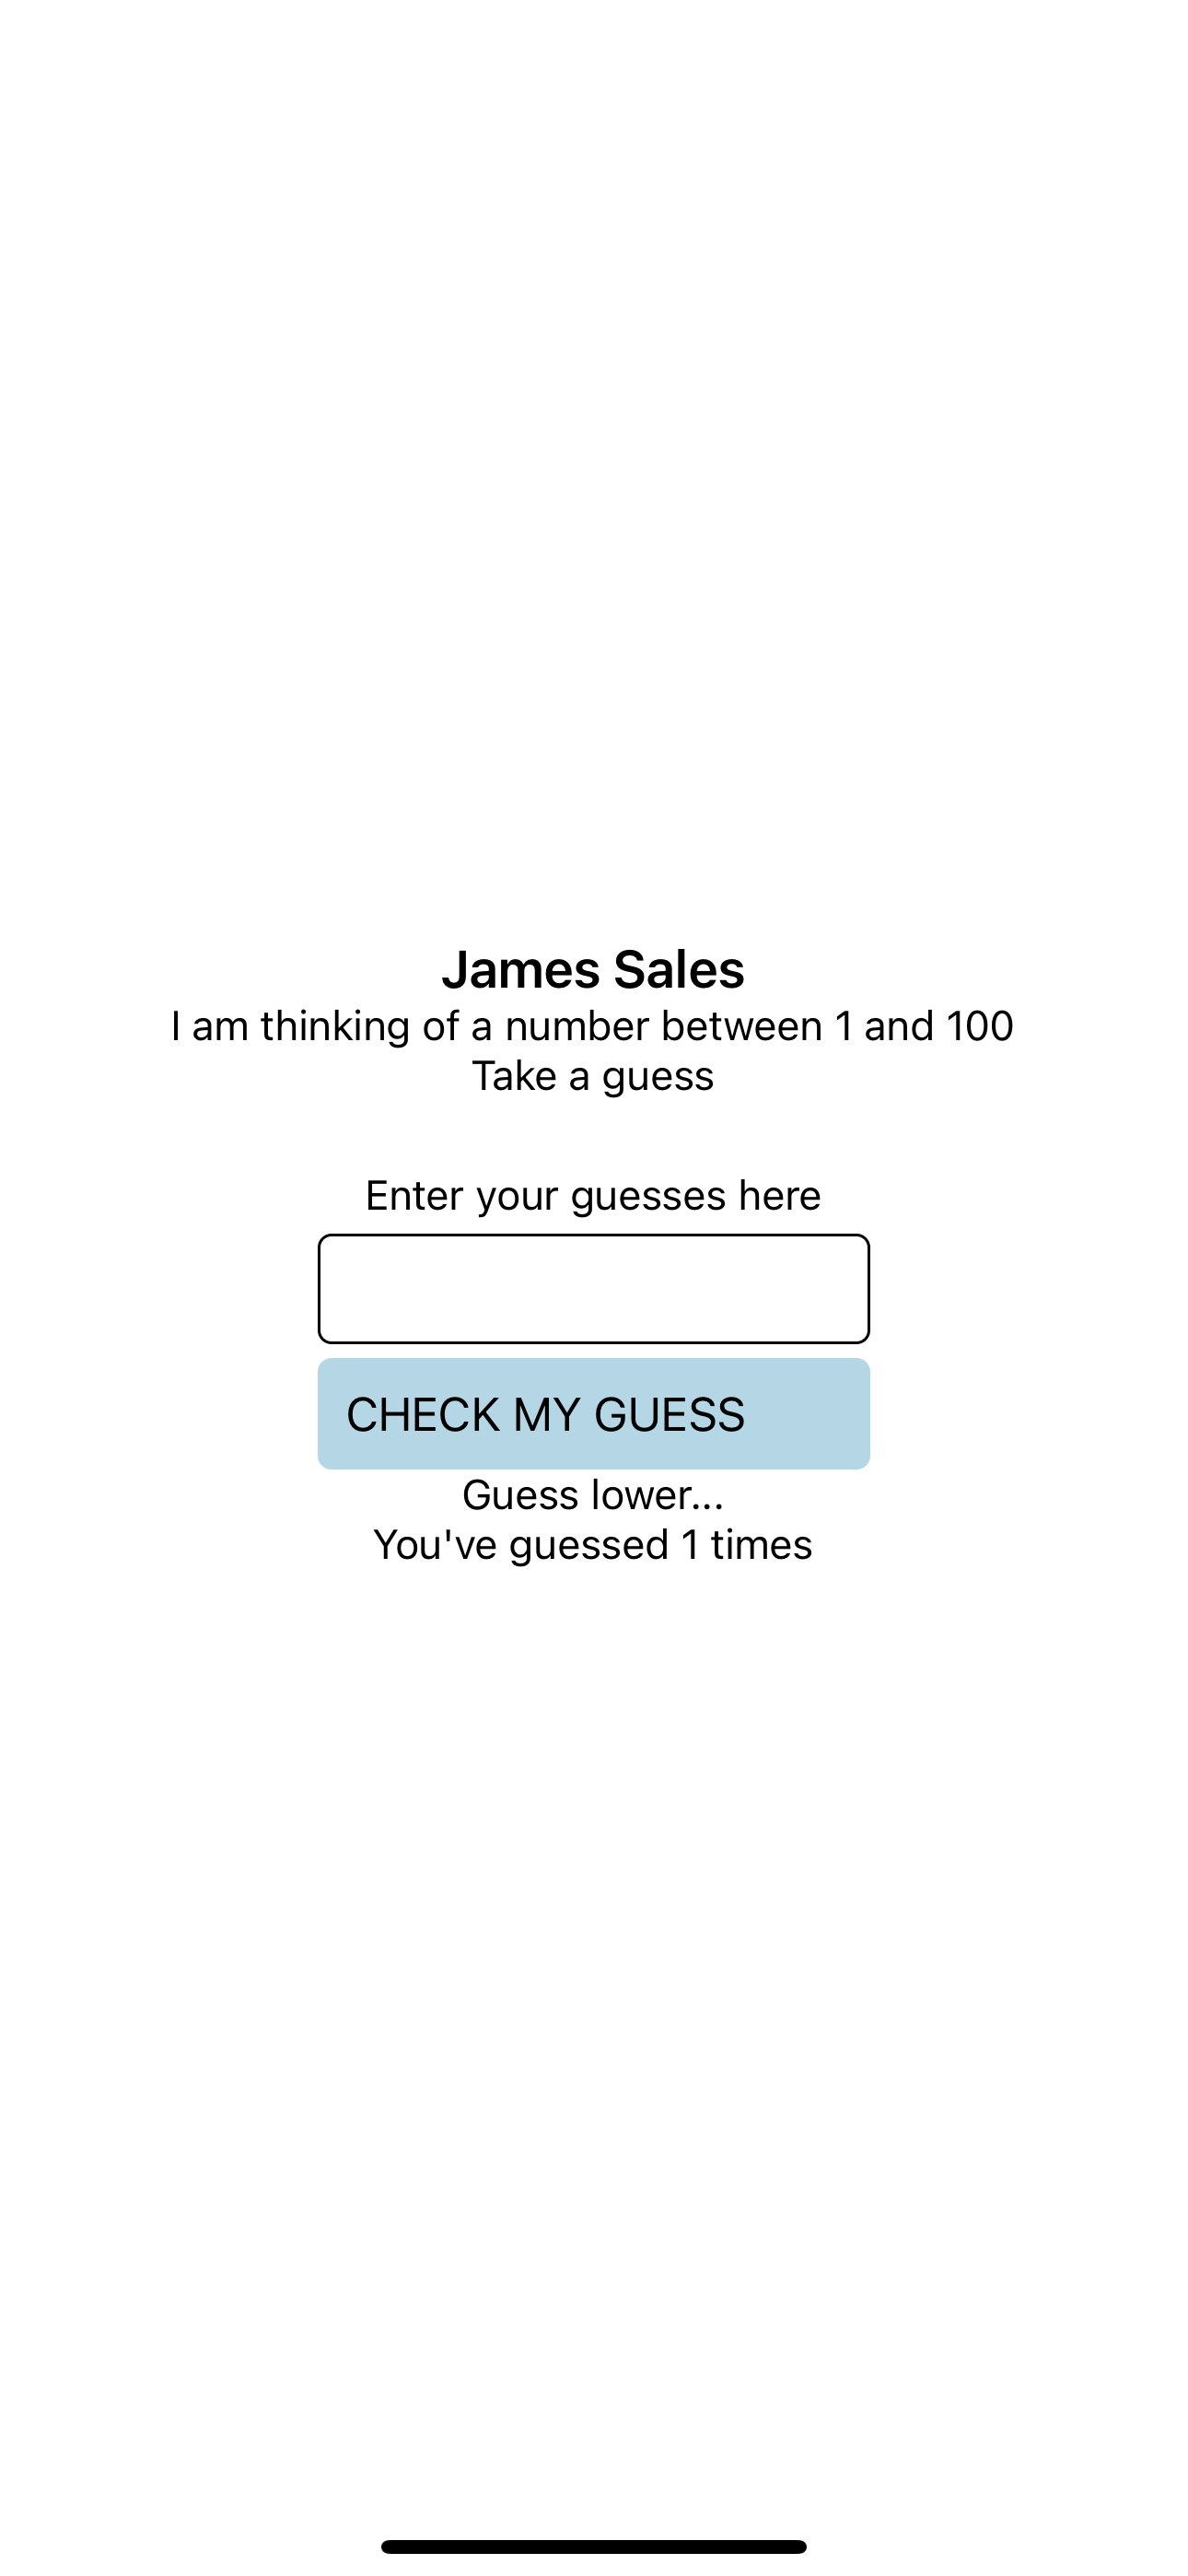 James Sales
I am thinking of a number between 1 and 100
Take a guess
Enter your guesses here
CHECK MY GUESS
Guess lower...
You've guessed 1 times